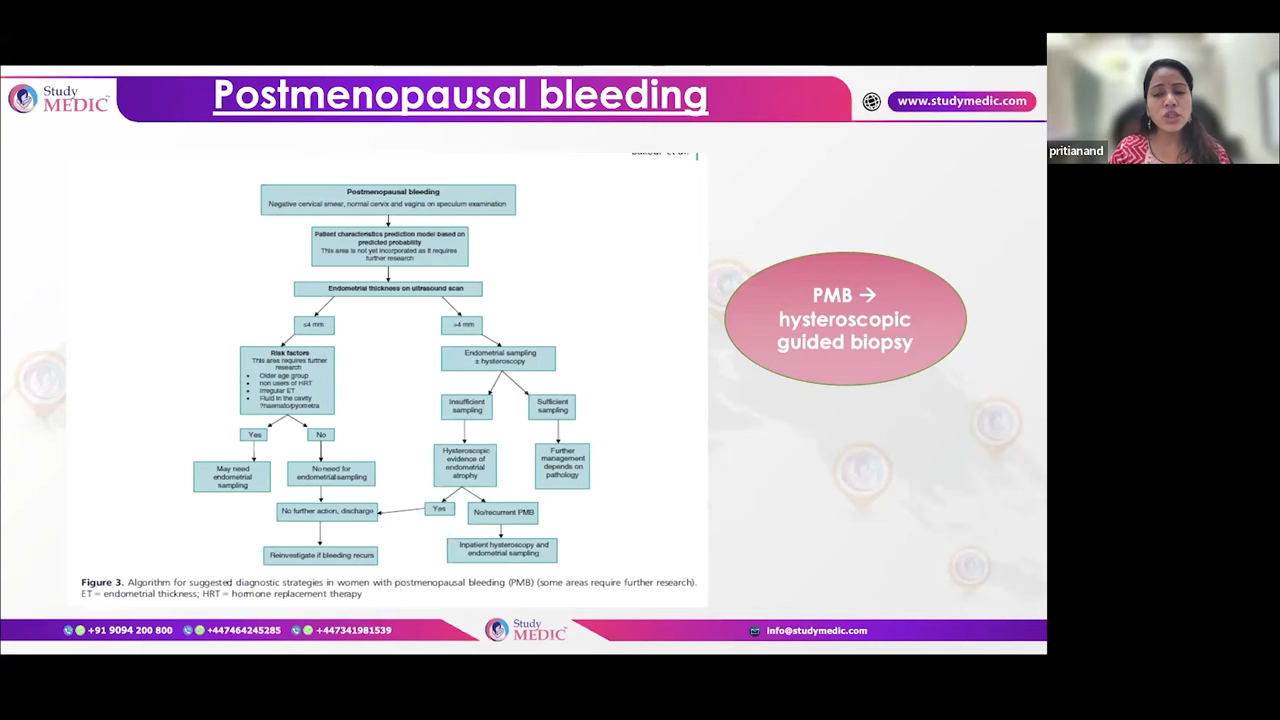 Study
MEDIC
Postmenopausal bleeding
www.studymedic.com
pritianand
Postmenopausal bleeding
Negative cervical smear, normal cervix and vagina on speculum examination
Patient characteristics prediction model based on
predicted probability
This area is not yet incorporated as it requires
further research
Endometrial thickness on ultrasound scan
≤4 mm
>4 mm
Risk factors
This area requires further
research
• Older age group
• non users of HRT
• Irregular ET
• Fluid in the cavity
?haemato/pyometra
Endometrial sampling
± hysteroscopy
Insufficient
sampling
Sufficient
sampling
Yes
No
Hysteroscopic
evidence of
endometrial
atrophy
Further
management
depends on
pathology
May need
endometrial
sampling
No need for
endometrial sampling
No further action, discharge
Yes
No/recurrent PMB
Reinvestigate if bleeding recurs
Inpatient hysteroscopy and
endometrial sampling
PMB →
hysteroscopic
guided biopsy
Figure 3. Algorithm for suggested diagnostic strategies in women with postmenopausal bleeding (PMB) (some areas require further research).
ET = endometrial thickness; HRT = hormone replacement therapy
+91 9094 200 800
+447464245285
+447341981539
Study
MEDIC
info@studymedic.com